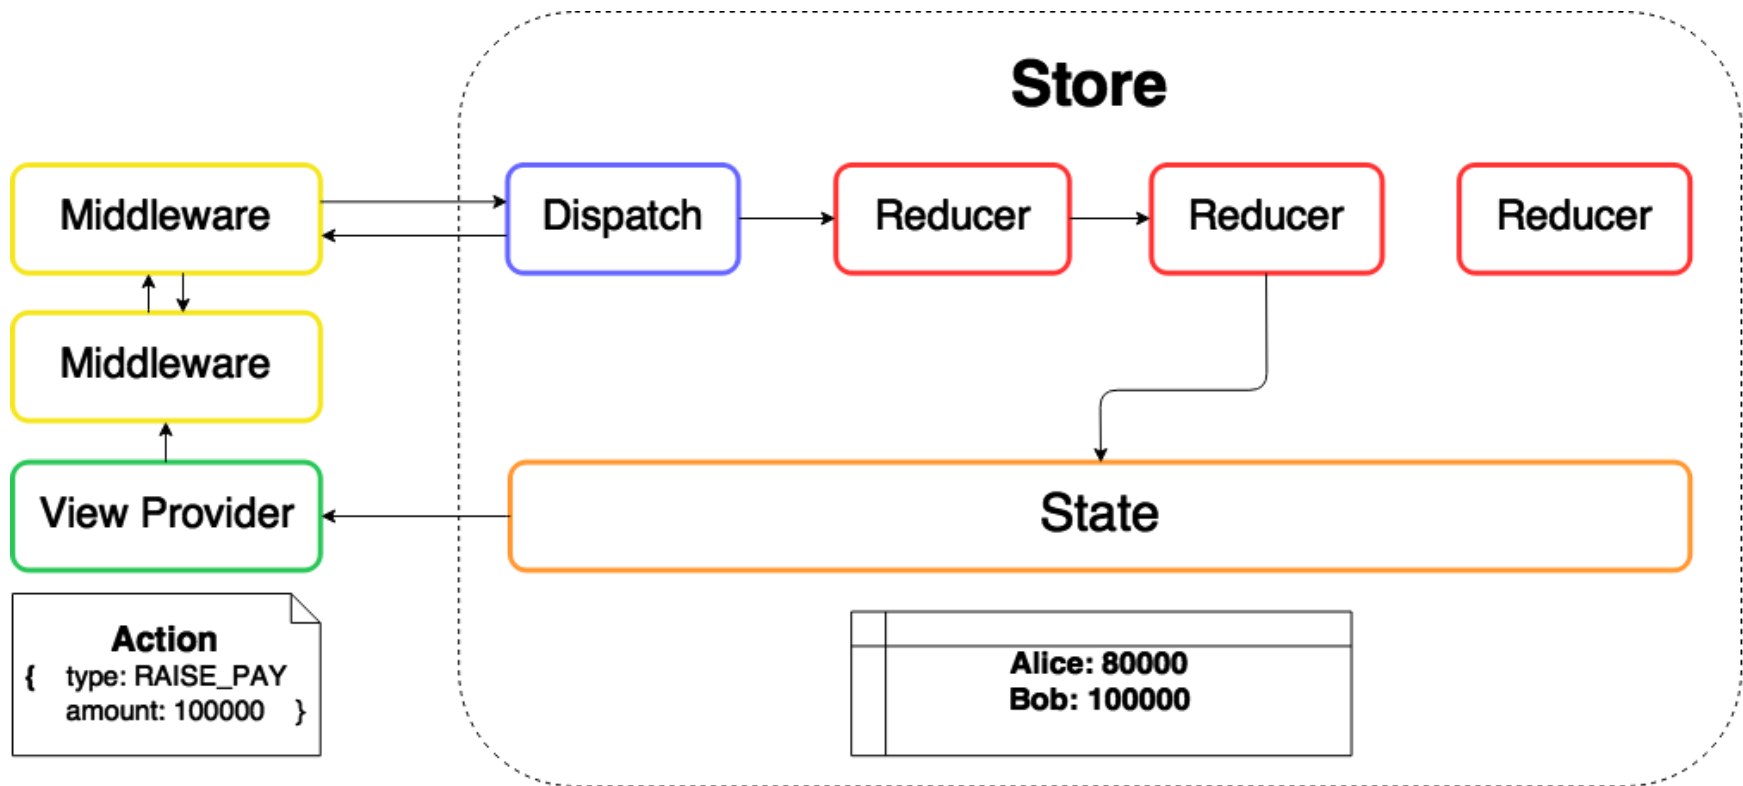 Store
Middleware
Dispatch
Reducer
Reducer
Reducer
Middleware
View Provider
State
Action
{ type: RAISE_PAY
amount: 100000 }
Alice: 80000
Bob: 100000